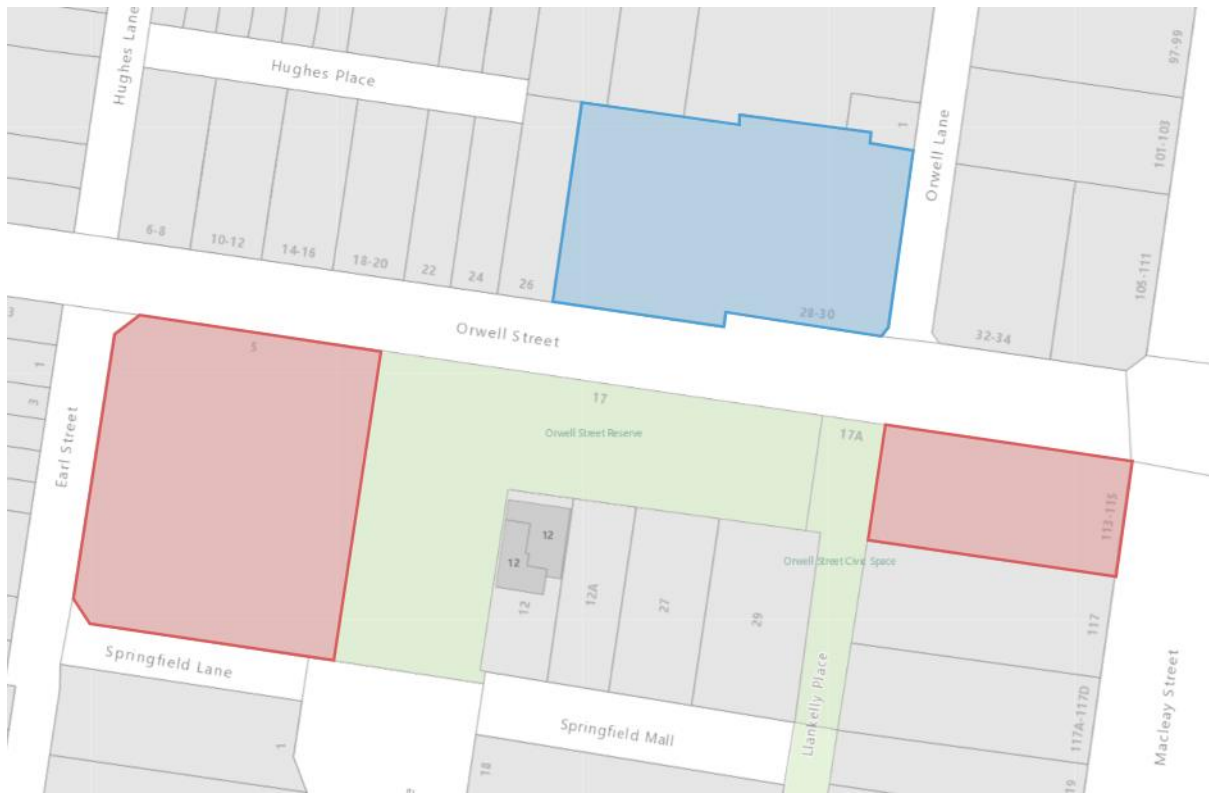 Hughes Lane
Hughes Place
97-99
1
101-103
Orwell Lane
6-8
10-12
14-16
18-20
22
24
26
28-30
32-34
105-111
3
5
Orwell Street
1
17
Orwell Street Reserve
17A
3
Earl Street
113-115
12
12
Orwell Street Civic Space
12
12A
27
29
117
Springfield Lane
Llankelly Place
Springfield Mall
117A-117D
Macleay Street
1
18
19
e